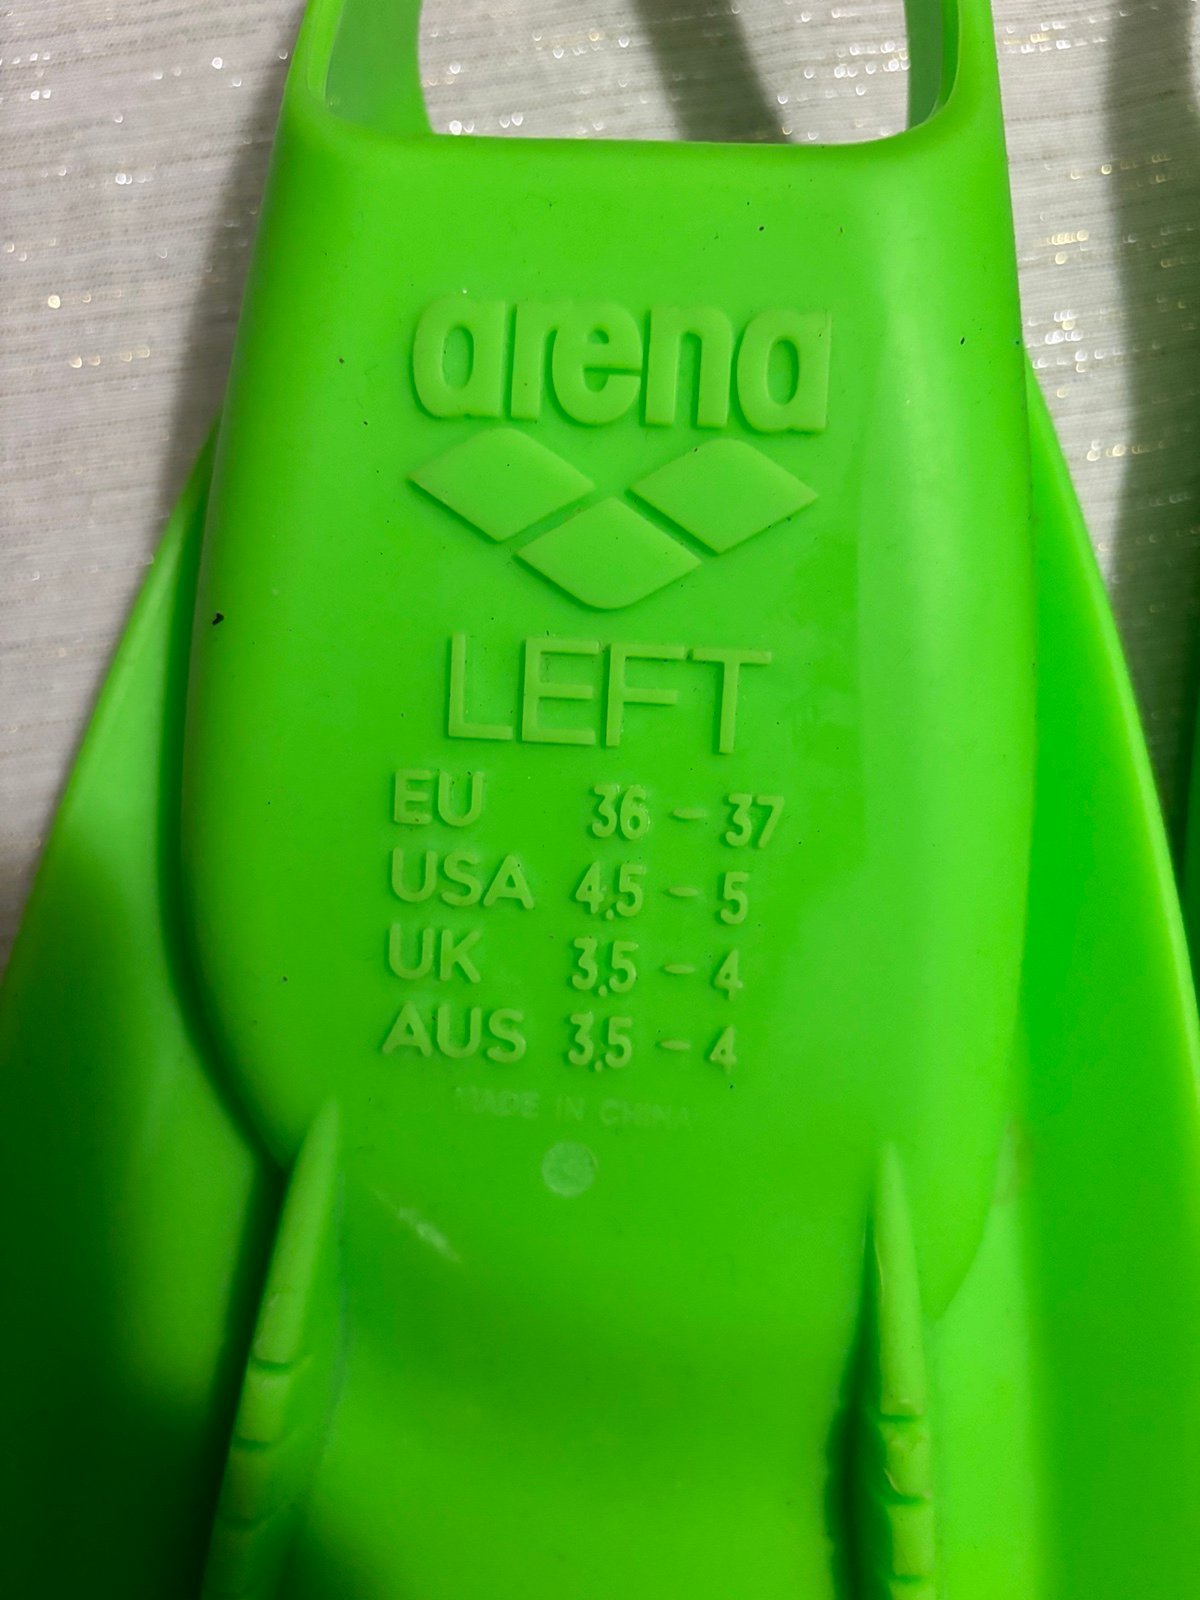 arena
LEFT
EU 36 - 37
USA 4.5 - 5
UK 3.5 - 4
AUS 3.5 - 4
MADE IN CHINA